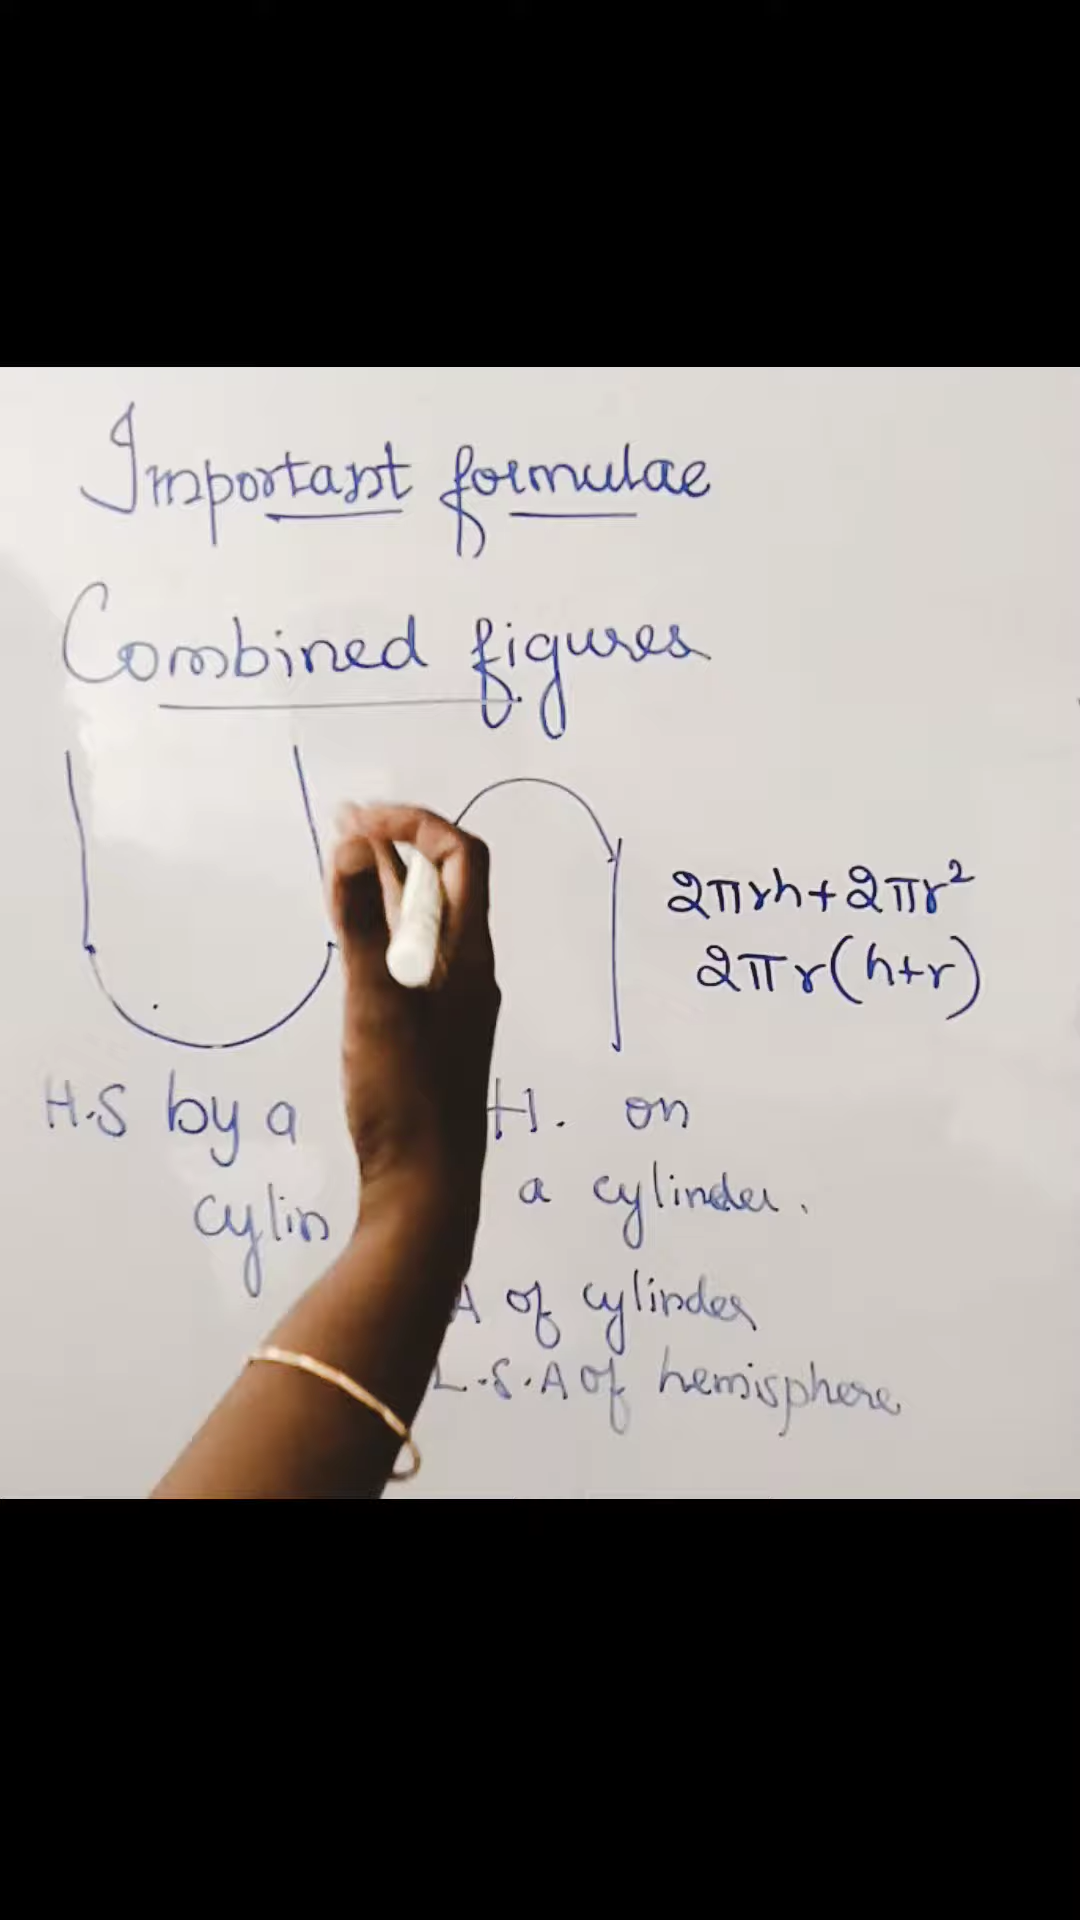 Important formulae
Combined figures
2πrh+2πr²
2πr(h+r)
H.S by a
cylin
H. on
a cylinder.
A of cylinder
L.S.A of hemisphere